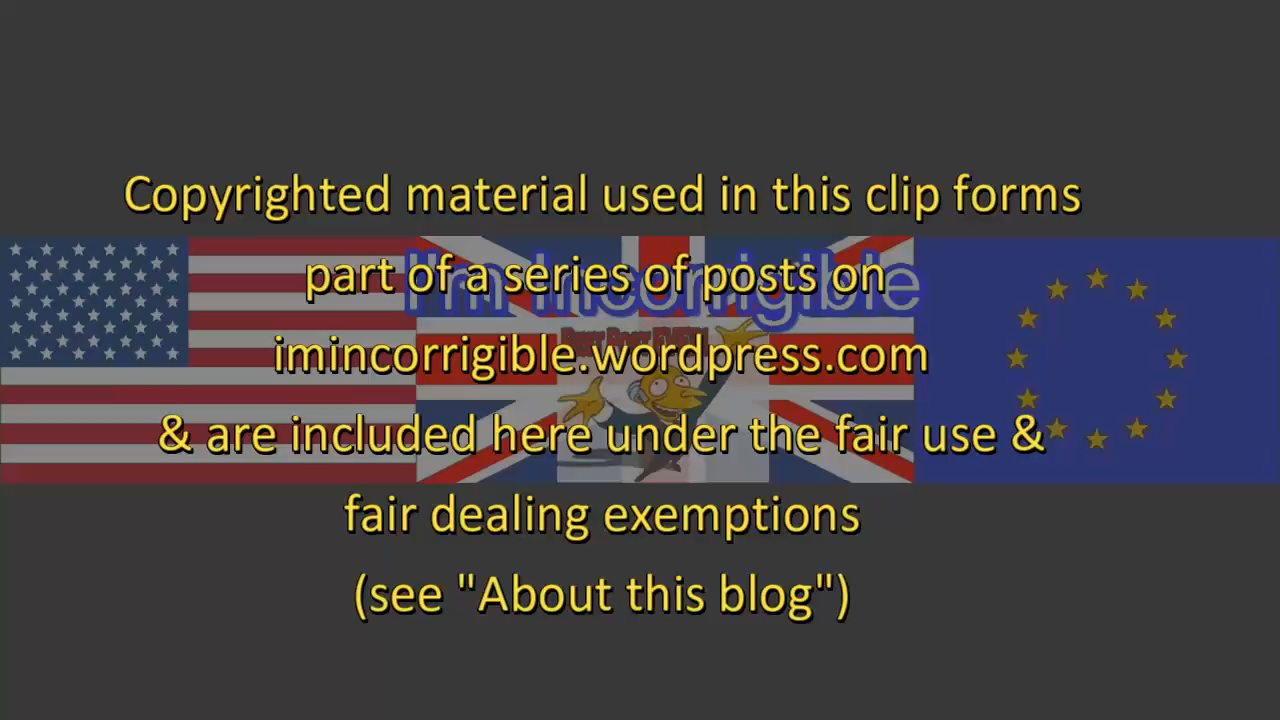 Copyrighted material used in this clip forms
part of a series of posts on
I'm Incorrigible
imincorrigible.wordpress.com
& are included here under the fair use &
fair dealing exemptions
(see "About this blog")